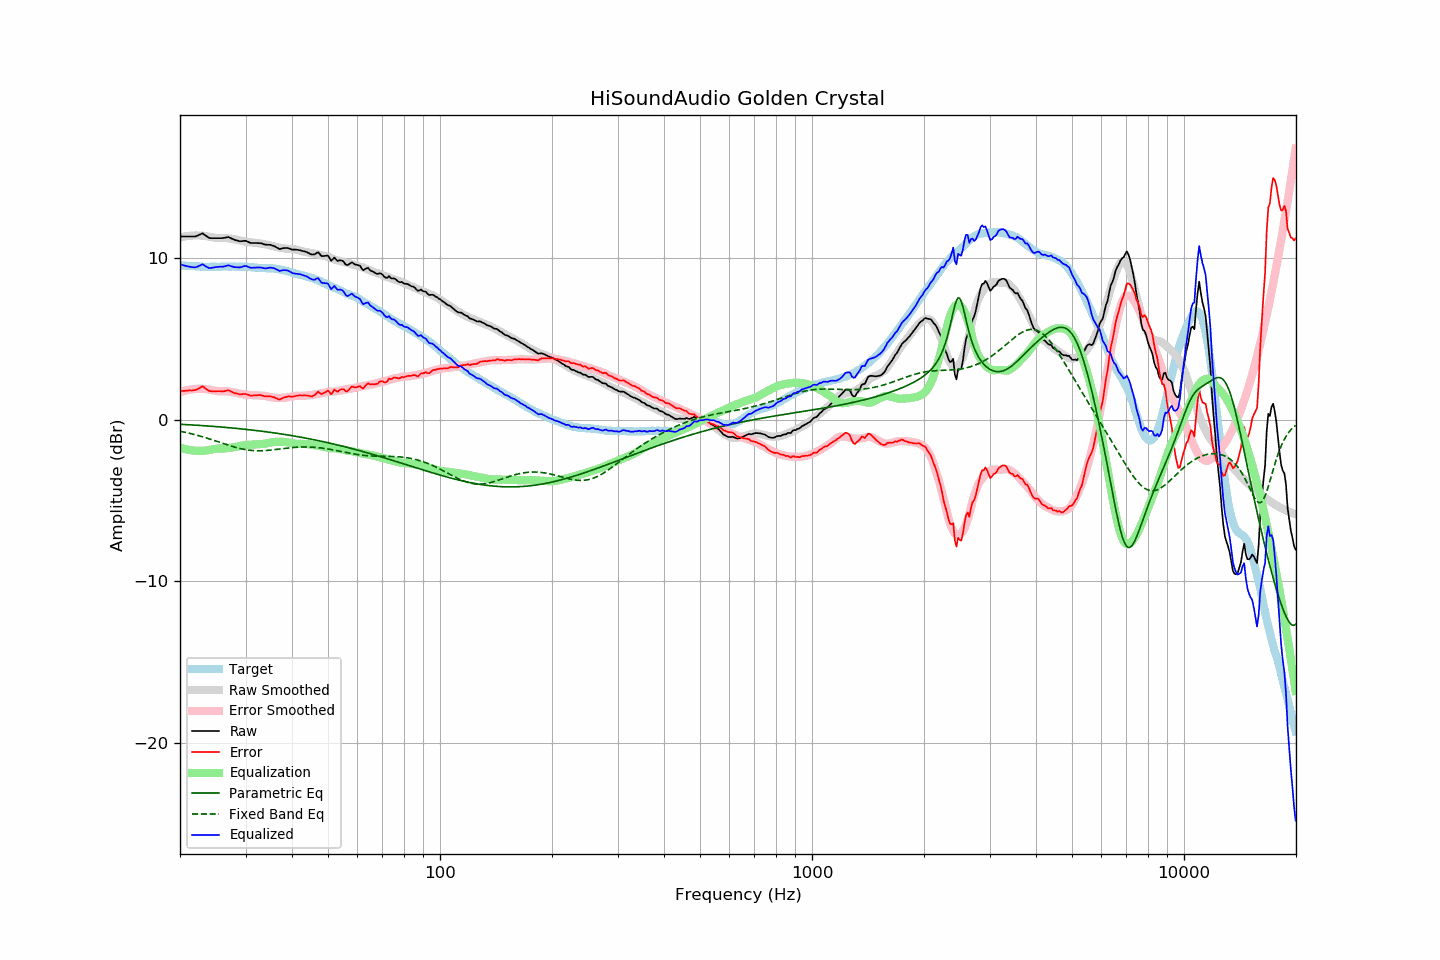 HiSoundAudio Golden Crystal
Amplitude (dBr)
10
0
−10
−20
Target
Raw Smoothed
Error Smoothed
Raw
Error
Equalization
Parametric Eq
Fixed Band Eq
Equalized
100
1000
10000
Frequency (Hz)